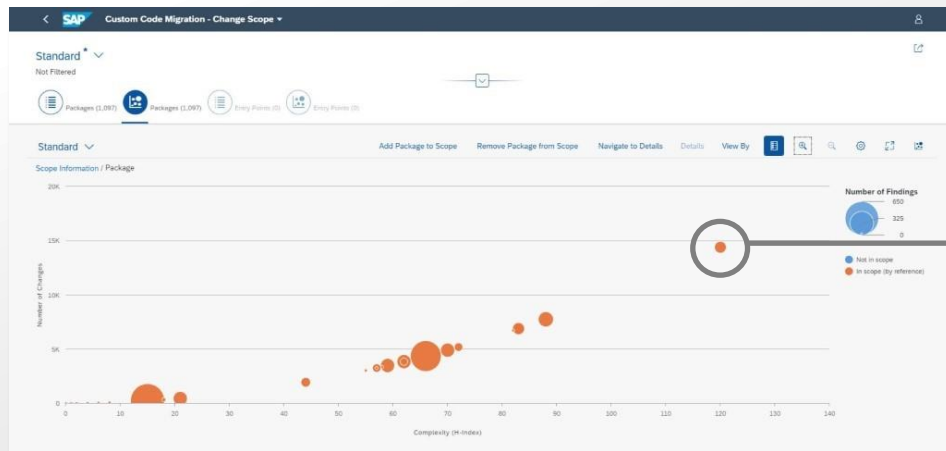 SAP Custom Code Migration - Change Scope
Standard *
Not Filtered
Packages (1,097) Packages (1,097) Entry Points (0) Entry Points (0)
Standard Add Package to Scope Remove Package from Scope Navigate to Details Details View By
Scope Information / Package
20K
15K
10K
5K
0
Number of Changes
0 10 20 30 40 50 60 70 80 90 100 110 120 130 140
Complexity (H-Index)
Number of Findings
650
325
0
Not in scope
In scope (by reference)